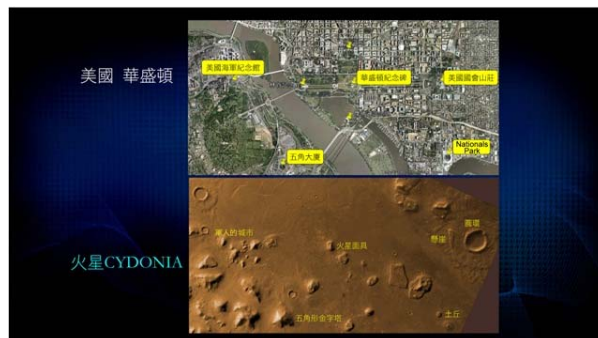 美國 華盛頓
美國海軍紀念館
華盛頓紀念碑
美國國會山莊
五角大廈
Nationals
Park
火星CYDONIA
軍人的城市
火星面具
懸崖
圓環
五角形金字塔
土丘